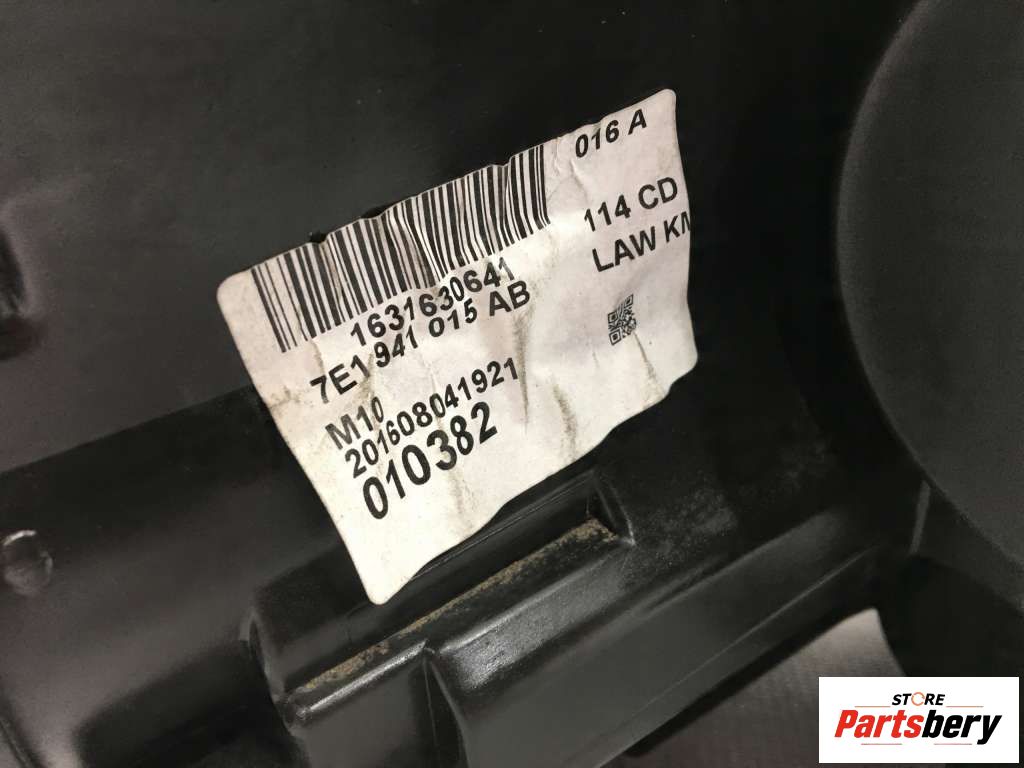 016 A
114 CD
LAW KM
1631630641
7E1 941 015 AB
M10
201608041921
010382
STORE
Partsbery